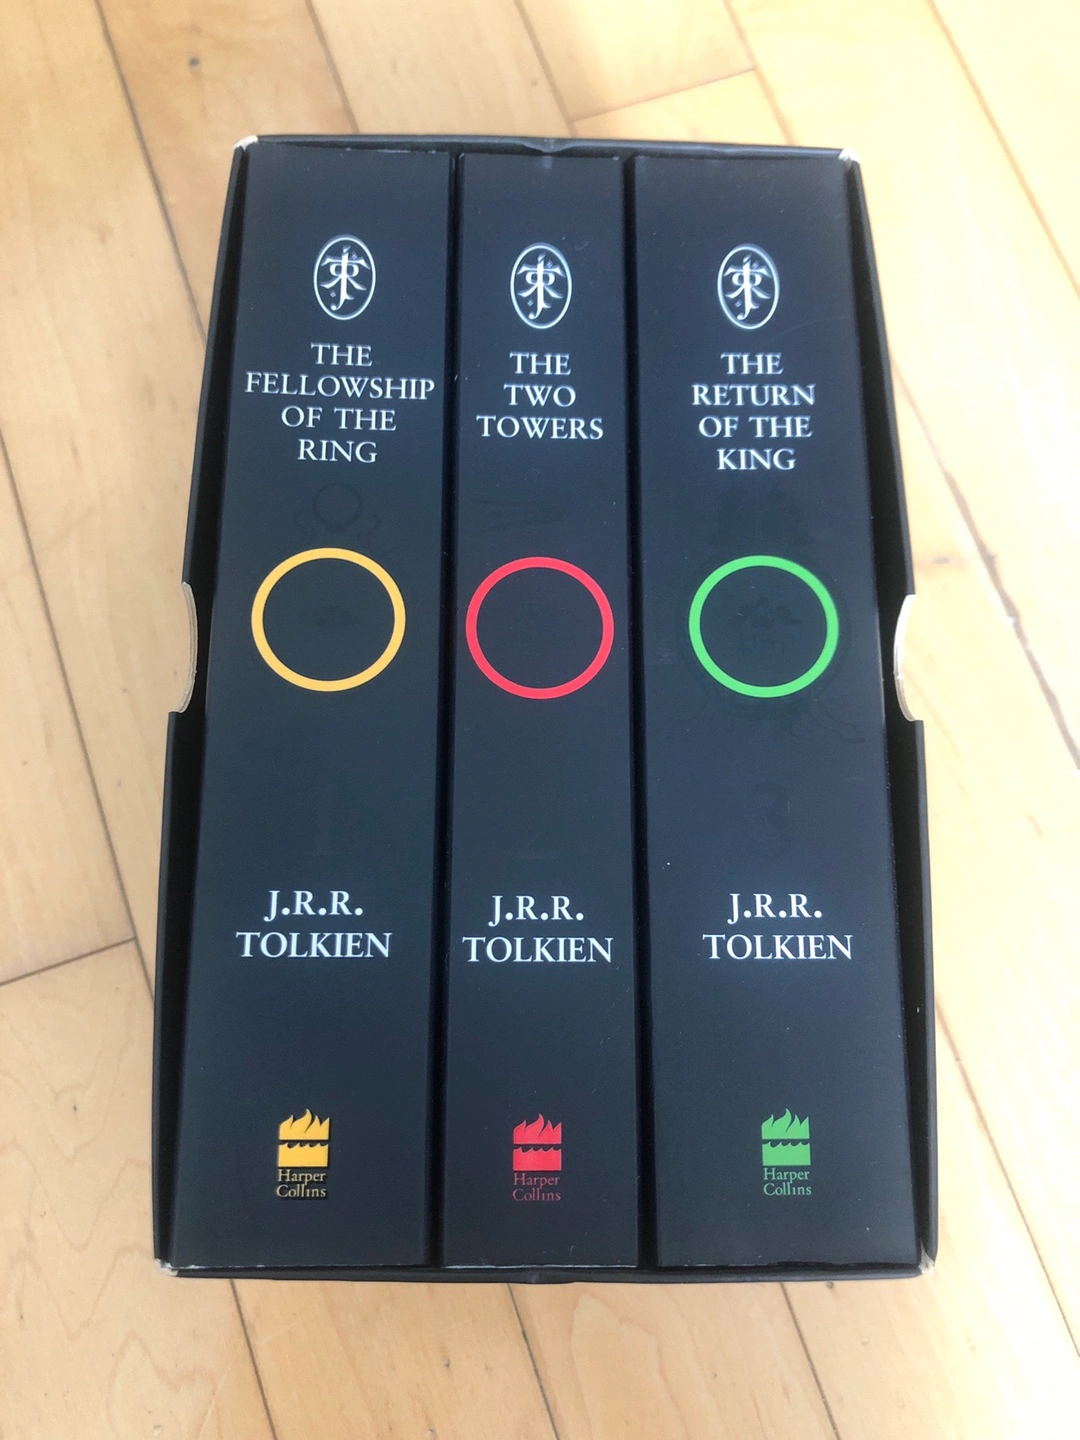 THE
FELLOWSHIP
OF THE
RING
J.R.R.
TOLKIEN
Harper
Collins
THE
TWO
TOWERS
J.R.R.
TOLKIEN
Harper
Collins
THE
RETURN
OF THE
KING
3
J.R.R.
TOLKIEN
Harper
Collins